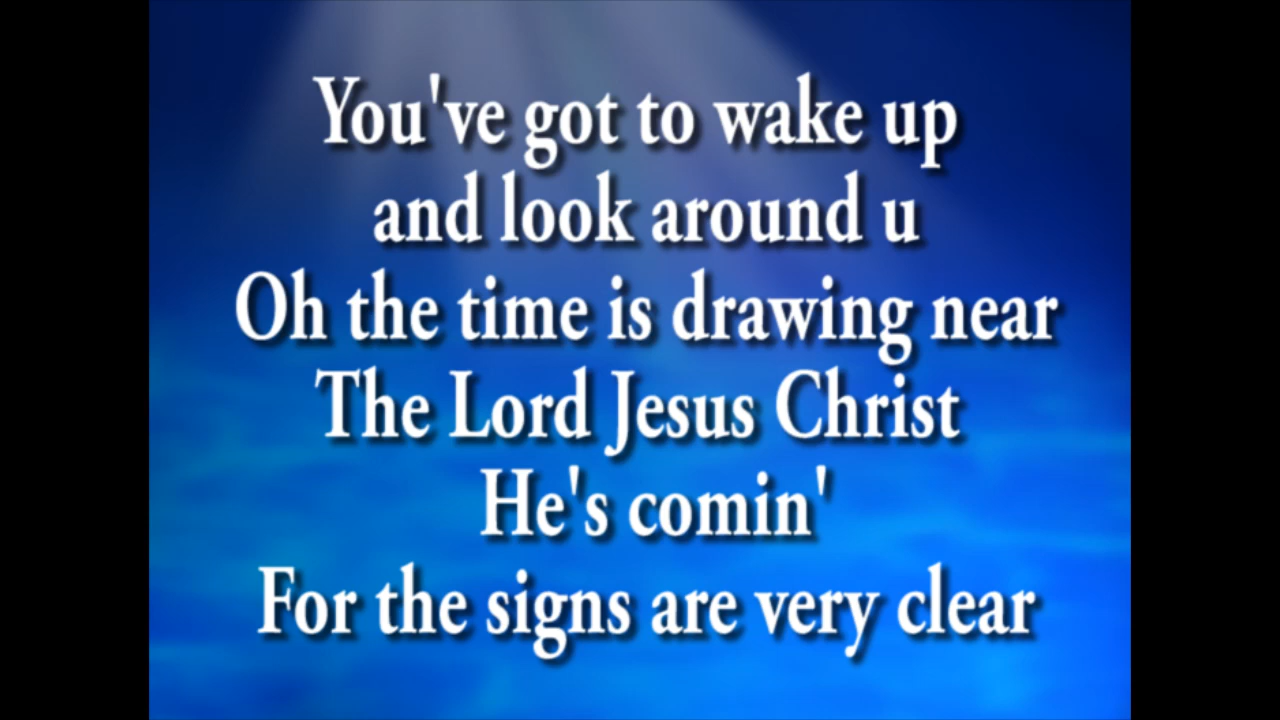 You've got to wake up
and look around u
Oh the time is drawing near
The Lord Jesus Christ
He's comin'
For the signs are very clear